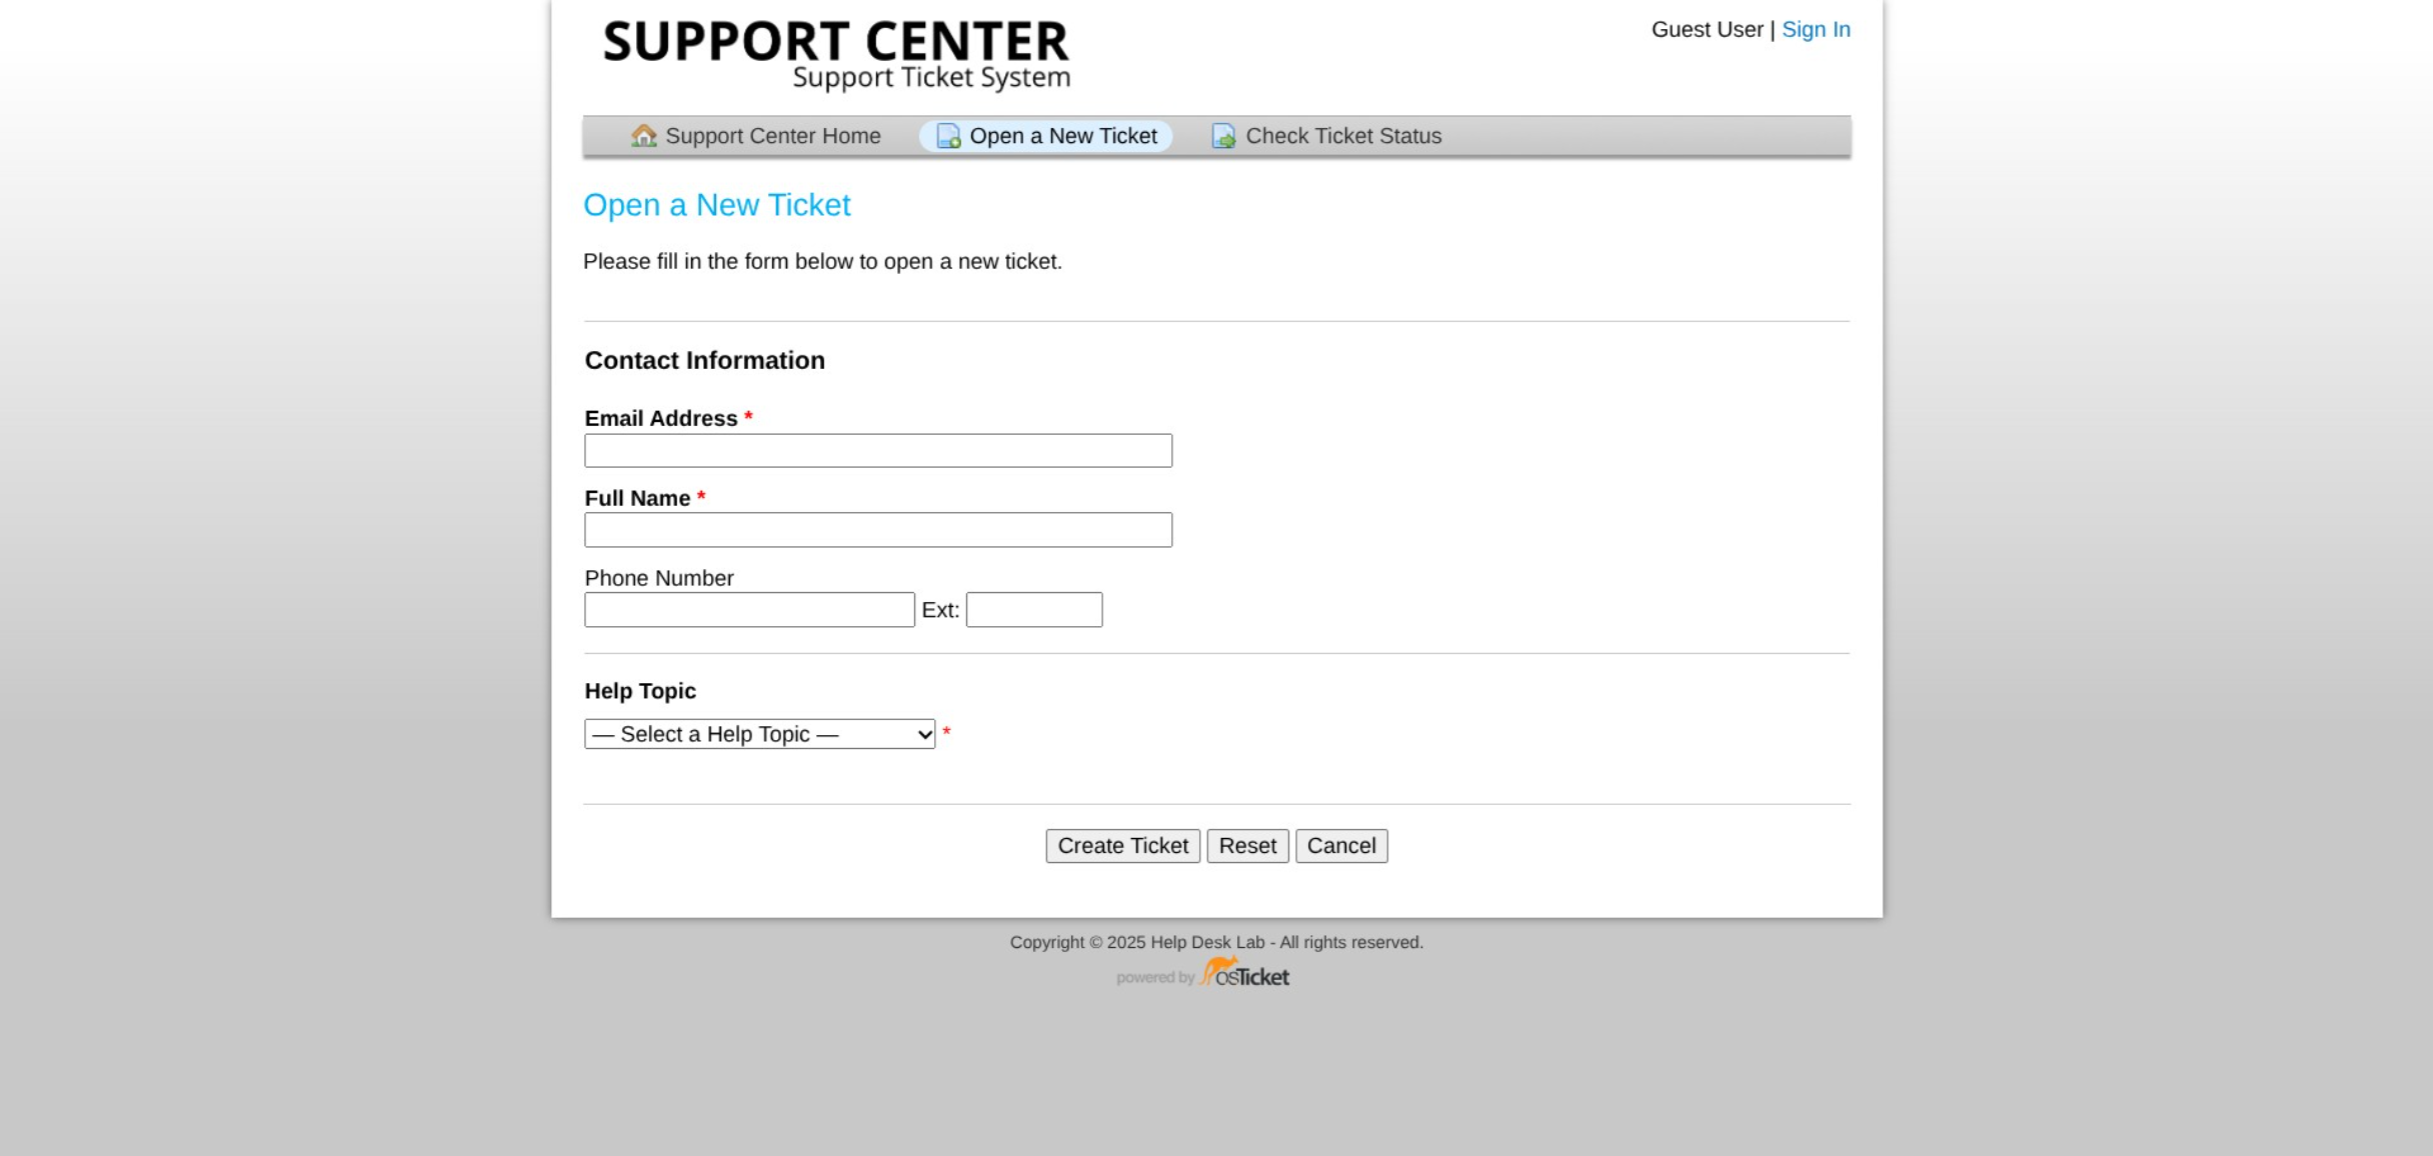 SUPPORT CENTER
Support Ticket System
Guest User | Sign In
Support Center Home Open a New Ticket Check Ticket Status
Open a New Ticket
Please fill in the form below to open a new ticket.
Contact Information
Email Address *
Full Name *
Phone Number
Ext:
Help Topic
— Select a Help Topic — *
Create Ticket Reset Cancel
Copyright © 2025 Help Desk Lab - All rights reserved.
powered by osTicket